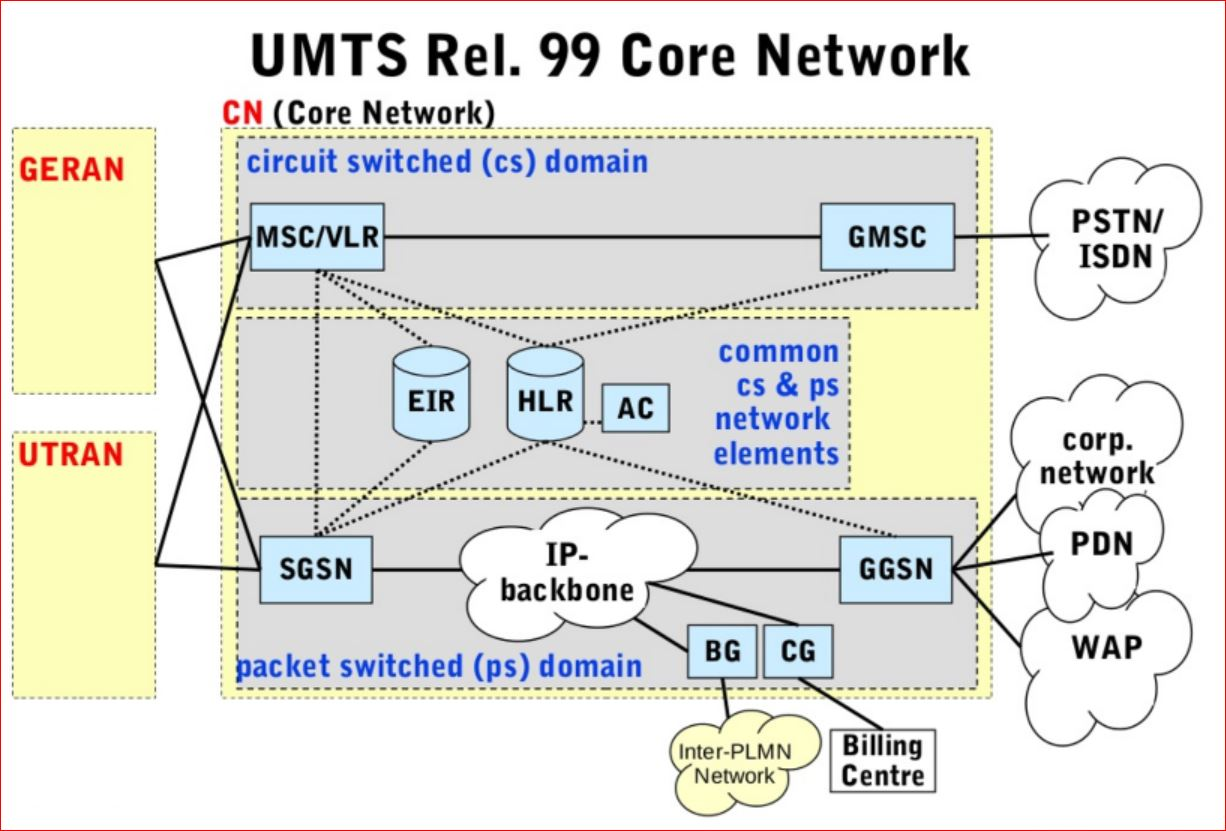 UMTS Rel. 99 Core Network
CN (Core Network)
GERAN
circuit switched (cs) domain
MSC/VLR
GMSC
PSTN/
ISDN
common
cs & ps
network
elements
EIR
HLR
AC
UTRAN
corp.
network
PDN
WAP
SGSN
IP-
backbone
GGSN
BG
CG
packet switched (ps) domain
Inter-PLMN
Network
Billing
Centre